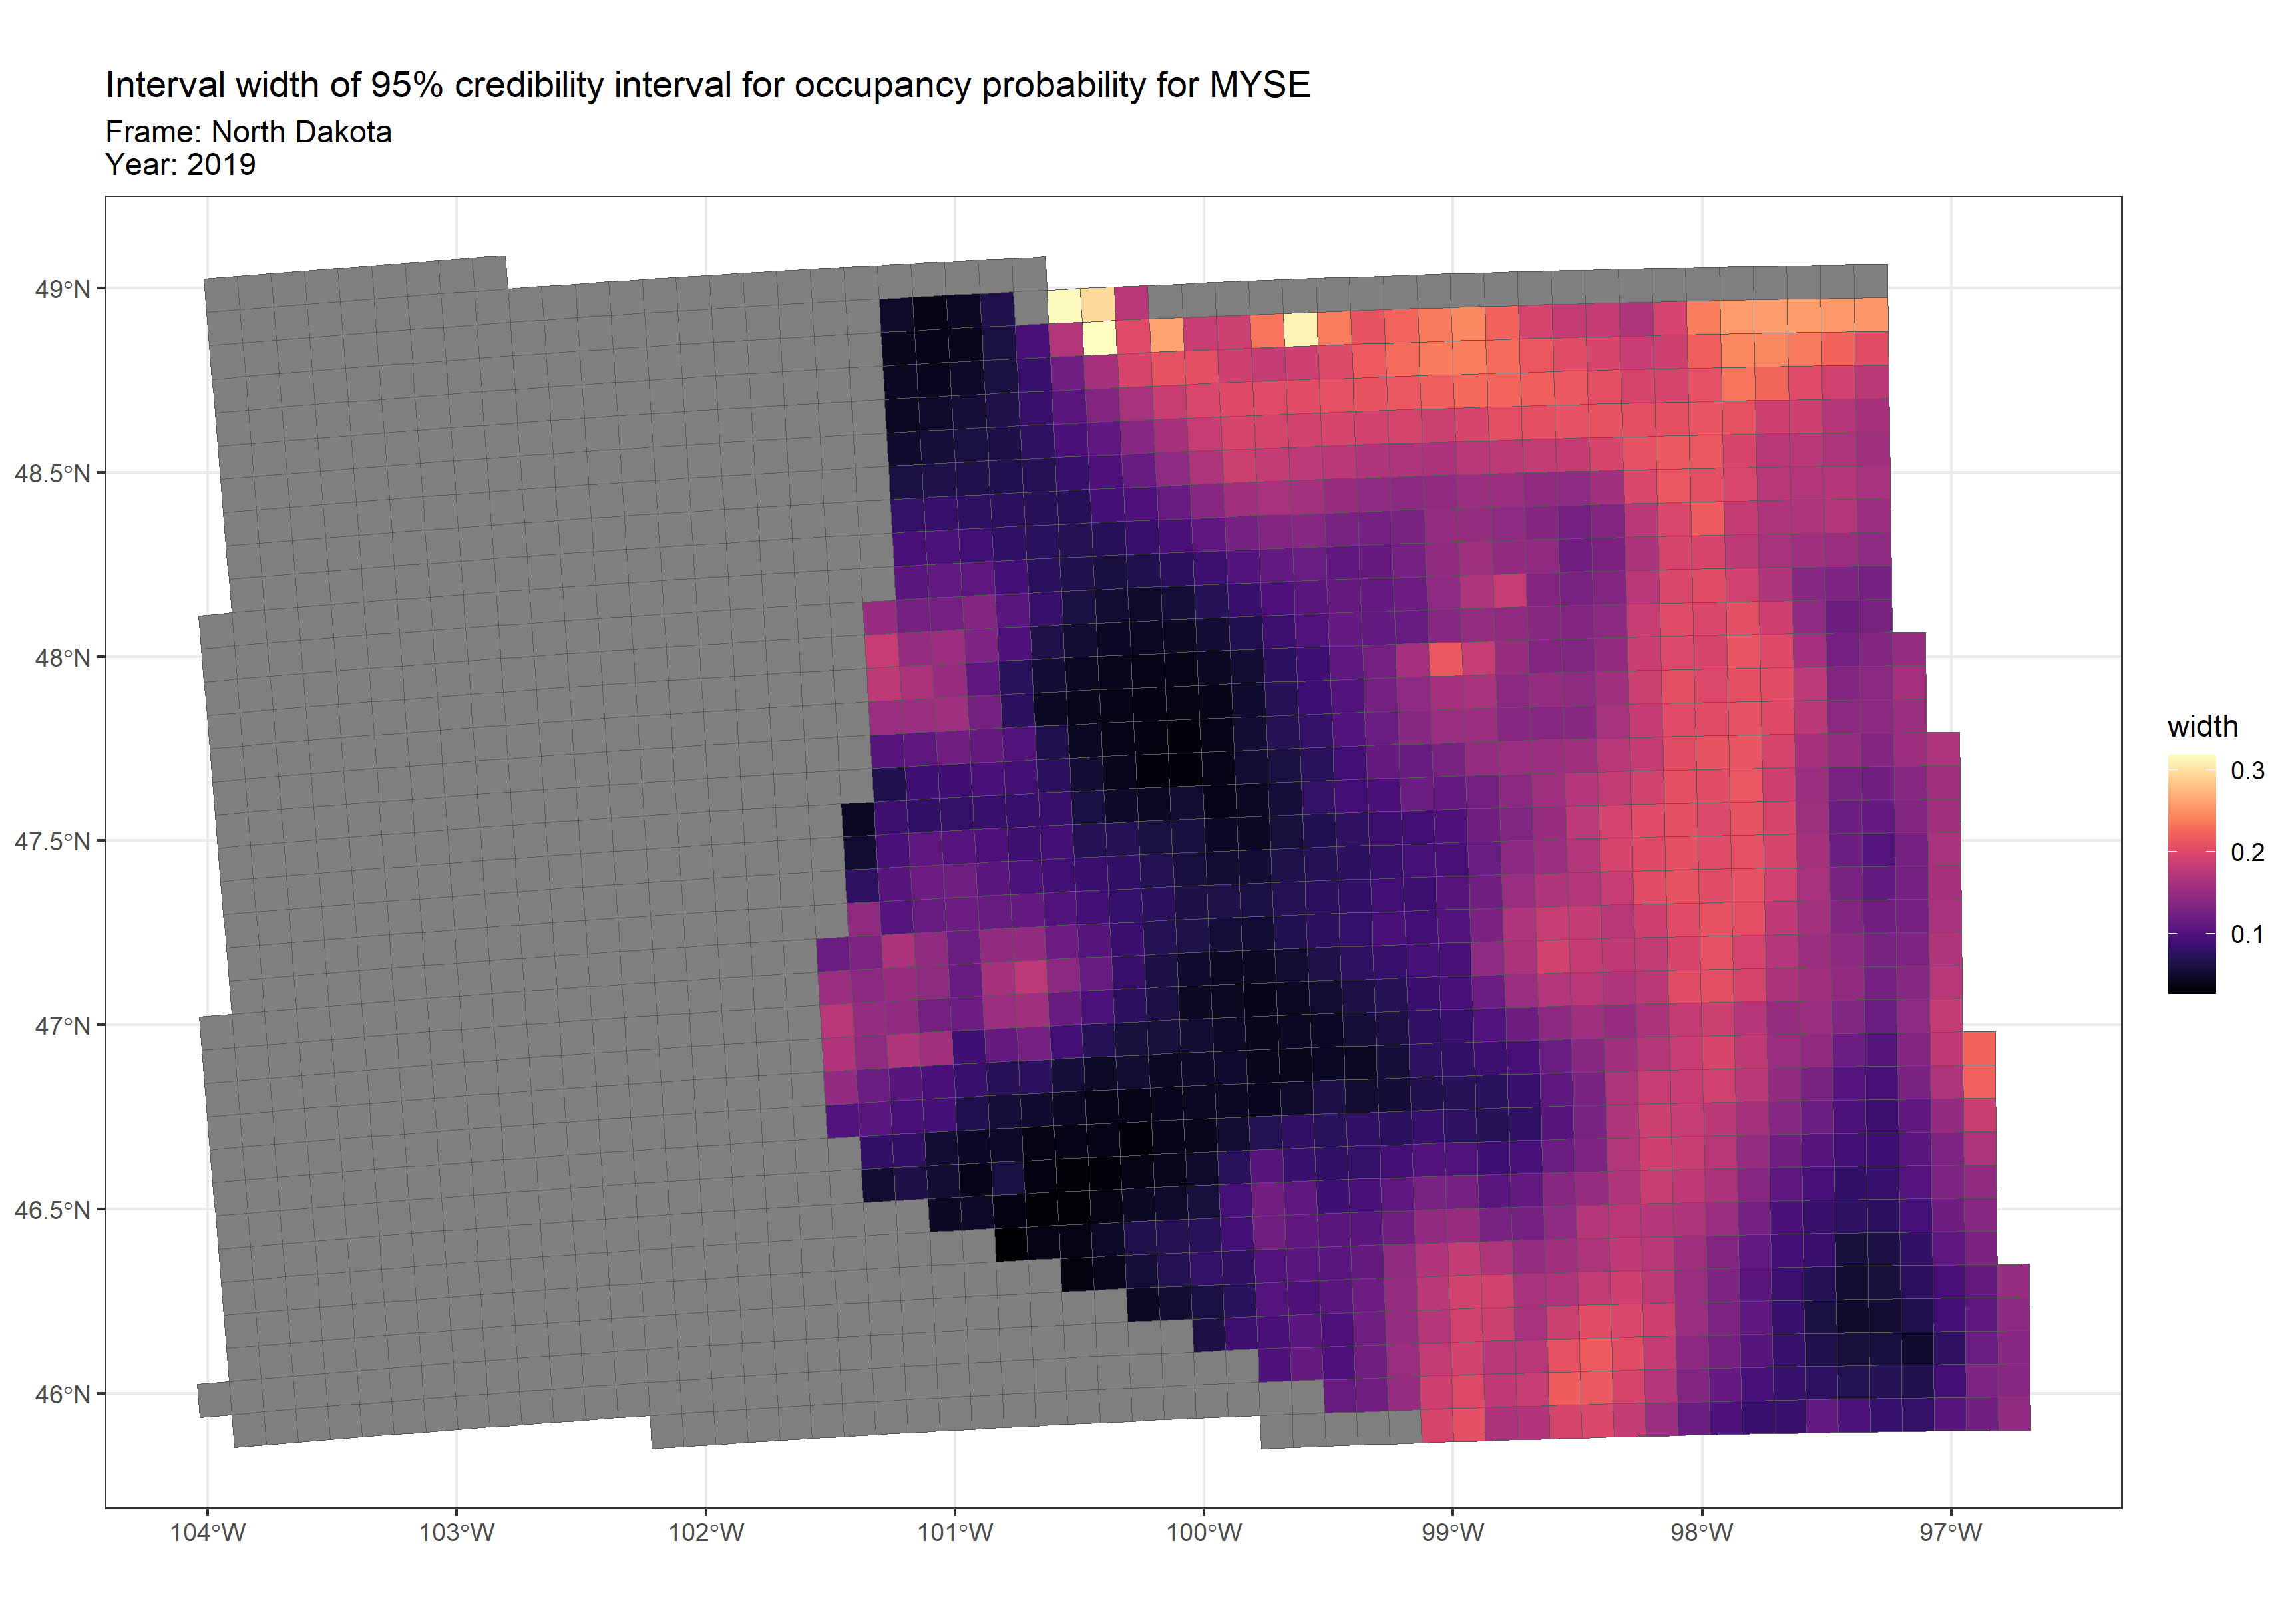 Interval width of 95% credibility interval for occupancy probability for MYSE
Frame: North Dakota
Year: 2019
49°N
48.5°N
48°N
47.5°N
47°N
46.5°N
46°N
104°W
103°W
102°W
101°W
100°W
99°W
98°W
97°W
width
0.3
0.2
0.1